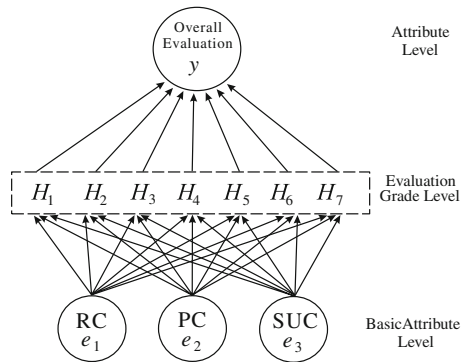 Overall
Evaluation
y
Attribute
Level
H1 H2 H3 H4 H5 H6 H7
Evaluation
Grade Level
RC
e1
PC
e2
SUC
e3
BasicAttribute
Level